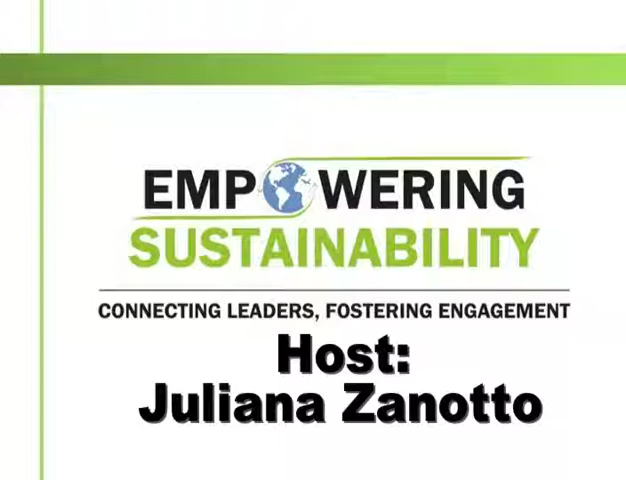 EMPOWERING
SUSTAINABILITY
CONNECTING LEADERS, FOSTERING ENGAGEMENT
Host:
Juliana Zanotto